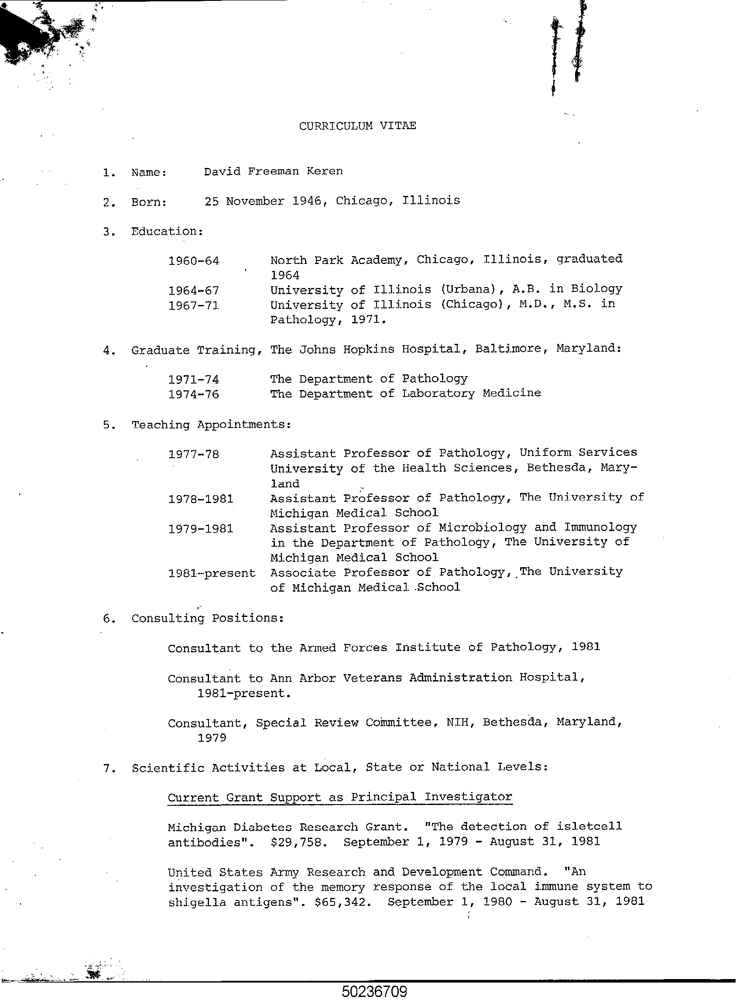 CURRICULUM VITAE
1. Name: David Freeman Keren
2. Born: 25 November 1946, Chicago, Illinois
3. Education:
1960-64 North Park Academy, Chicago, Illinois, graduated
1964
1964-67 University of Illinois (Urbana), A.B. in Biology
1967-71 University of Illinois (Chicago), M.D., M.S. in
Pathology, 1971.
4. Graduate Training, The Johns Hopkins Hospital, Baltimore, Maryland:
1971-74 The Department of Pathology
1974-76 The Department of Laboratory Medicine
5. Teaching Appointments:
1977-78 Assistant Professor of Pathology, Uniform Services
University of the Health Sciences, Bethesda, Mary-
land
1978-1981 Assistant Professor of Pathology, The University of
Michigan Medical School
1979-1981 Assistant Professor of Microbiology and Immunology
in the Department of Pathology, The University of
Michigan Medical School
1981-present Associate Professor of Pathology, The University
of Michigan Medical School
6. Consulting Positions:
Consultant to the Armed Forces Institute of Pathology, 1981
Consultant to Ann Arbor Veterans Administration Hospital,
1981-present.
Consultant, Special Review Committee, NIH, Bethesda, Maryland,
1979
7. Scientific Activities at Local, State or National Levels:
Current Grant Support as Principal Investigator
Michigan Diabetes Research Grant. "The detection of isletcell
antibodies". $29,758. September 1, 1979 - August 31, 1981
United States Army Research and Development Command. "An
investigation of the memory response of the local immune system to
shigella antigens". $65,342. September 1, 1980 - August 31, 1981
50236709